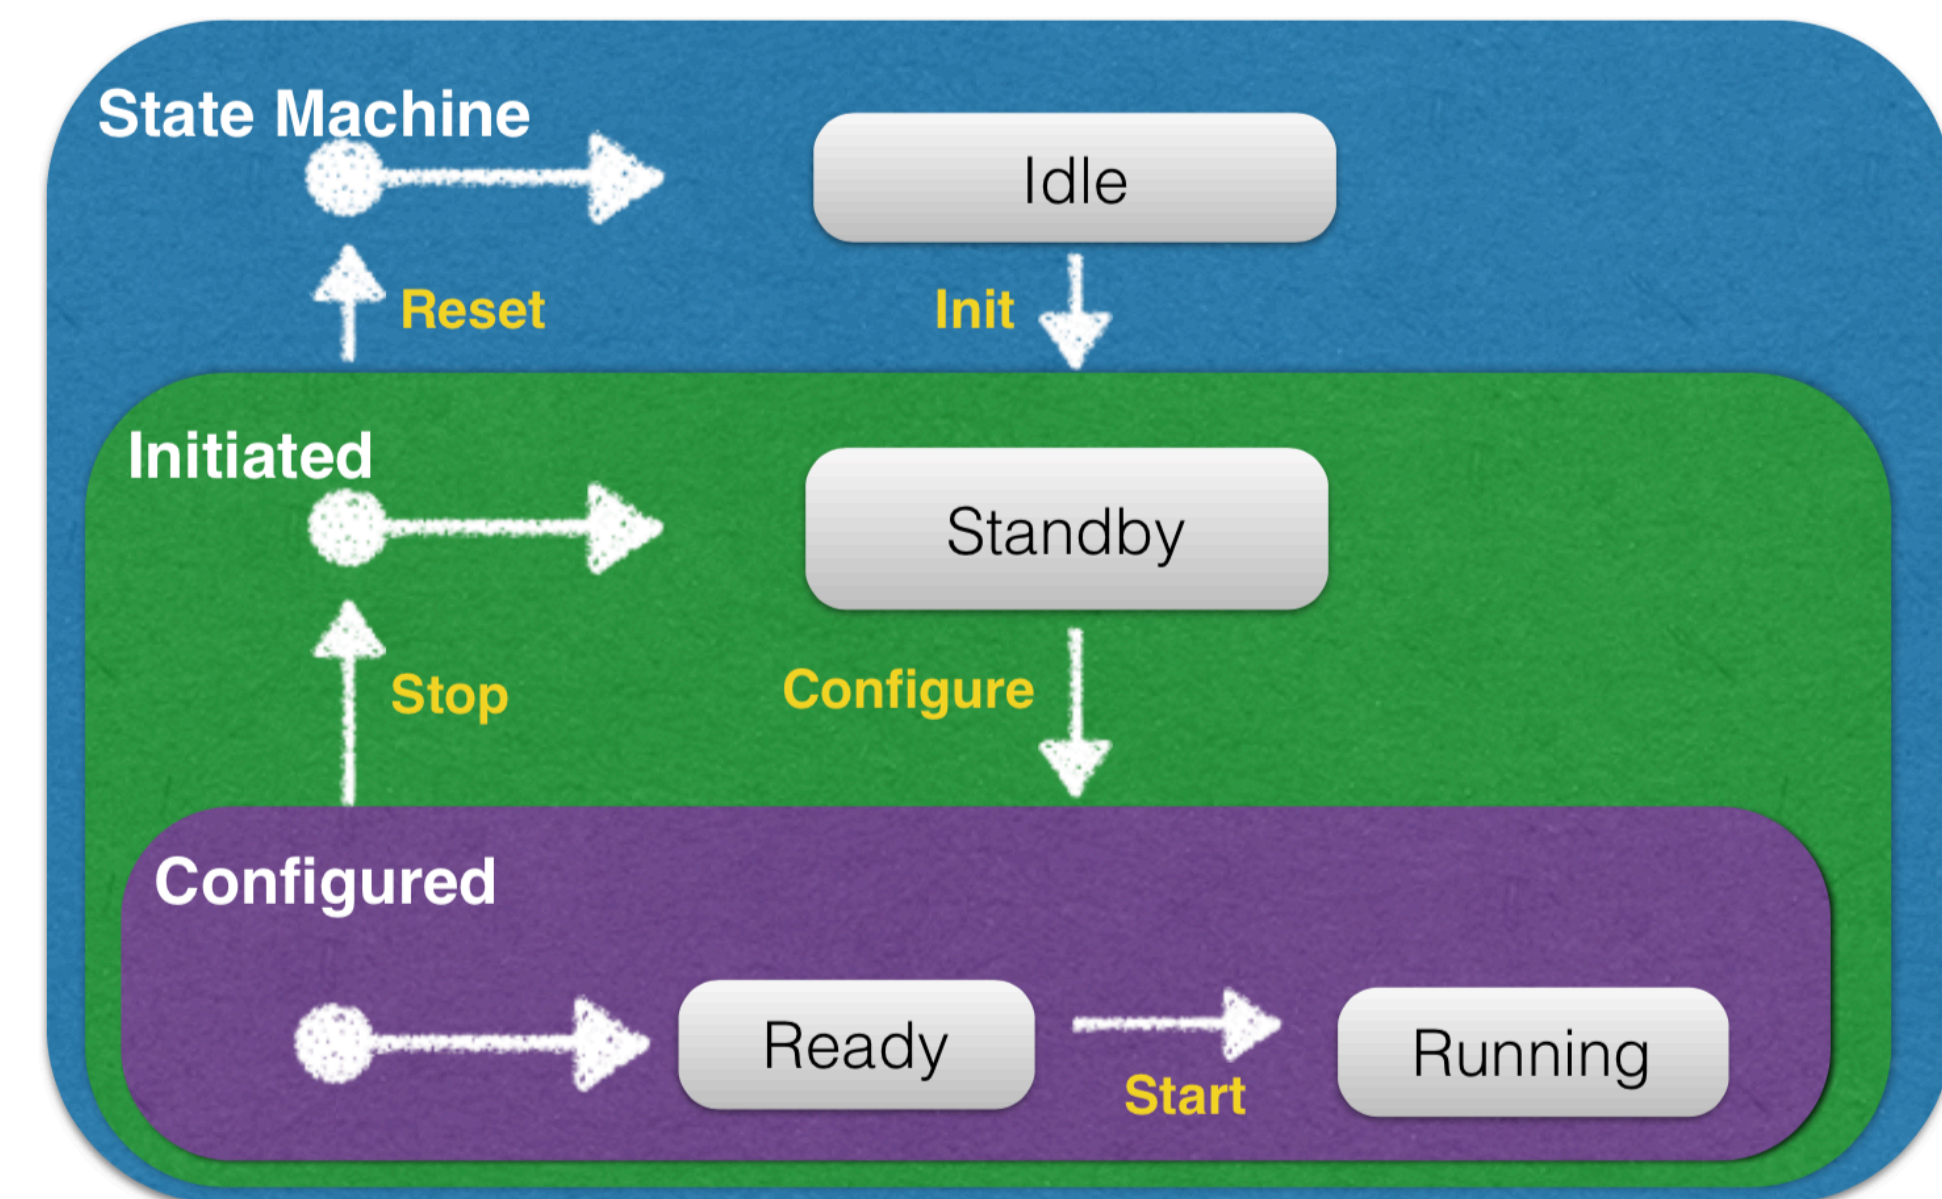 State Machine
Idle
Reset
Init
Initiated
Standby
Stop
Configure
Configured
Ready
Running
Start